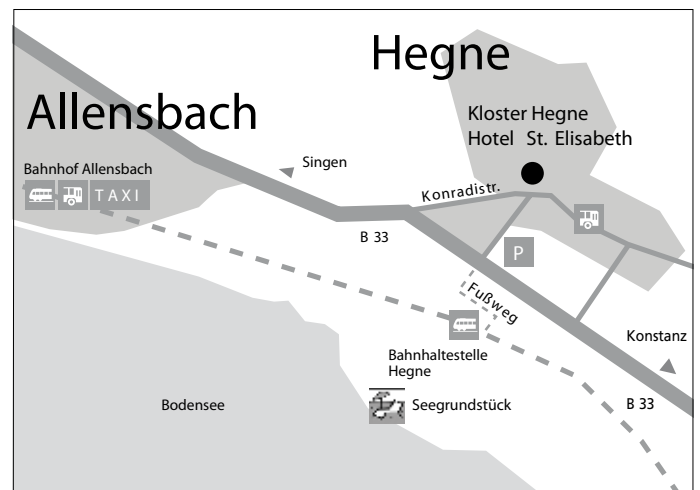 Hegne
Allensbach
Kloster Hegne
Hotel St. Elisabeth
Bahnhof Allensbach
TAXI
Singen
Konradistr.
B 33
P
Fußweg
Konstanz
Bahnhaltestelle
Hegne
Bodensee
Seegrundstück
B 33